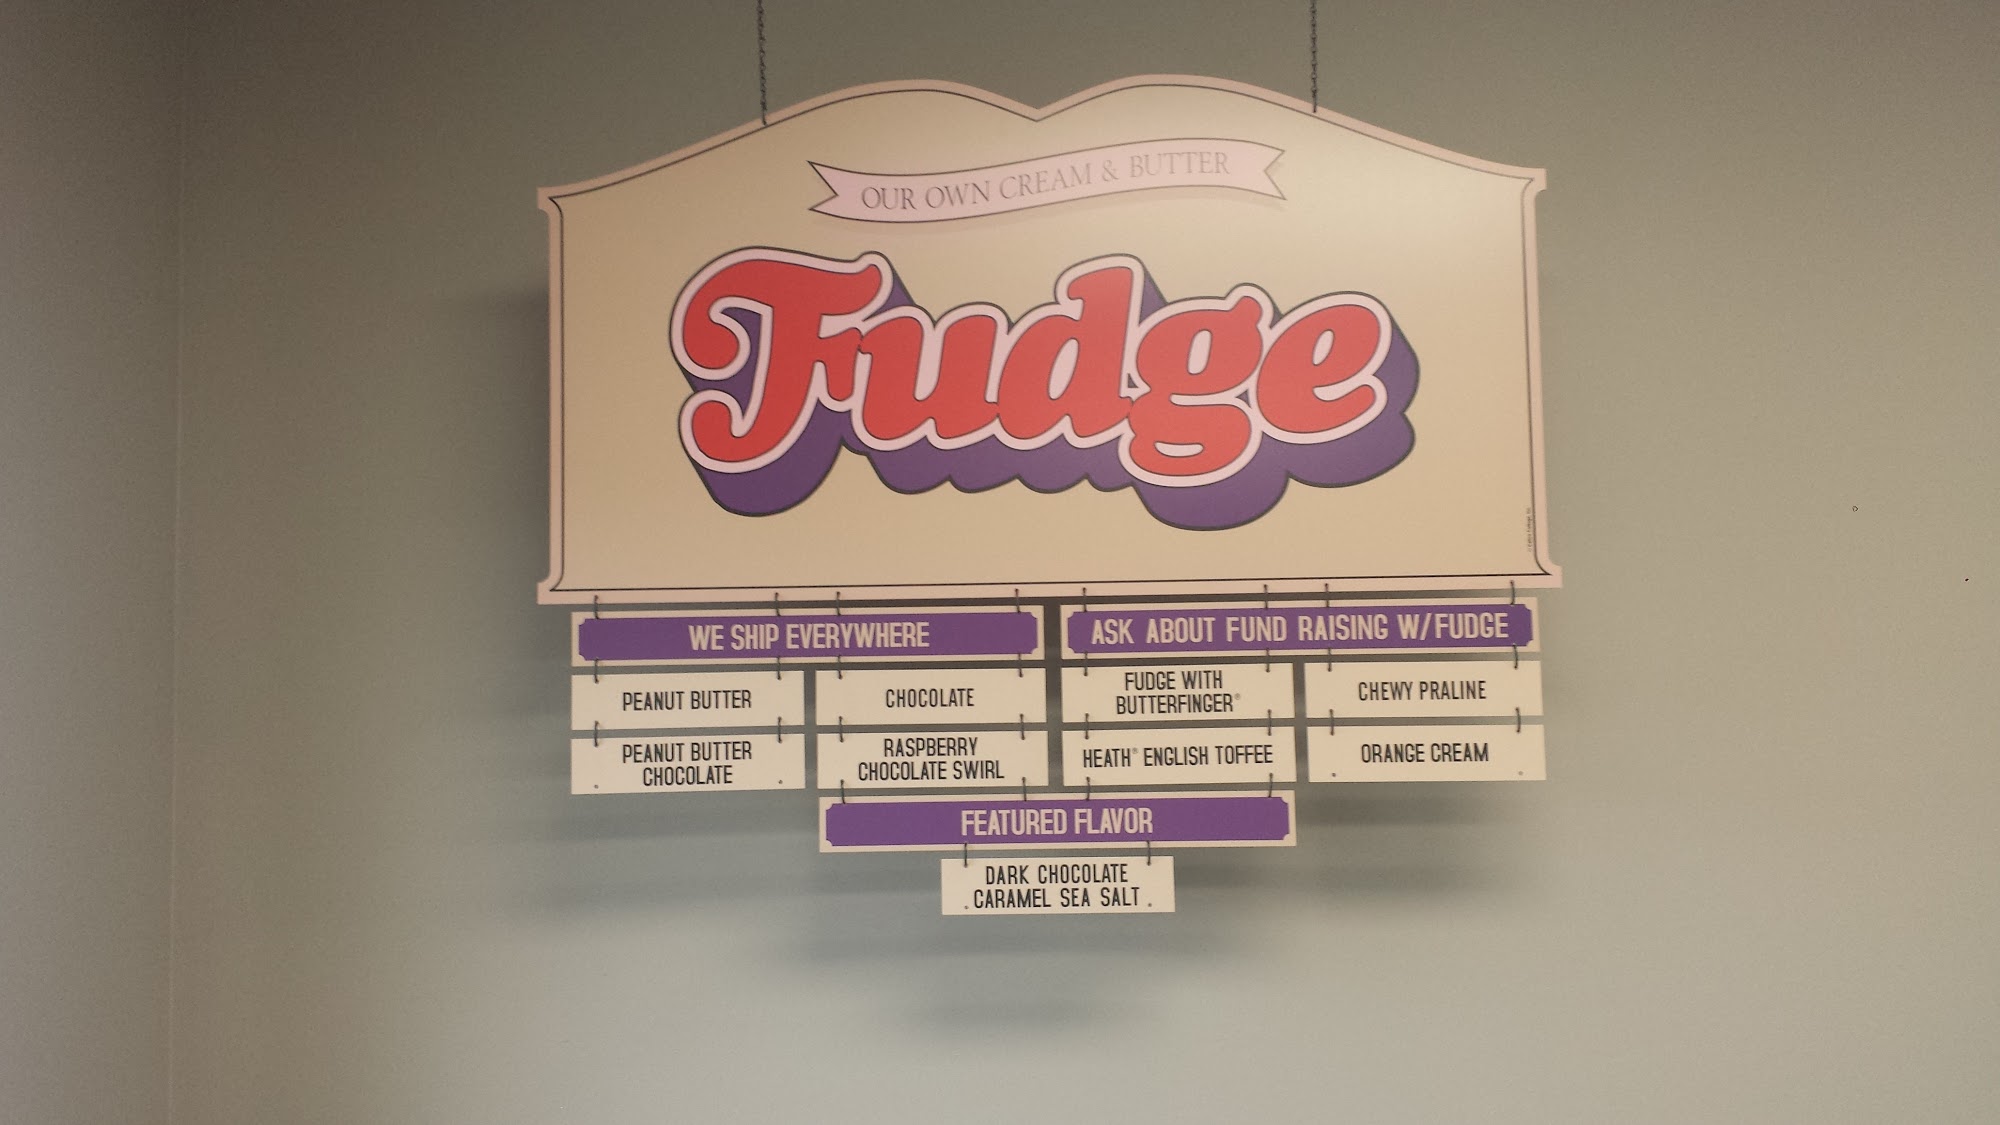 OUR OWN CREAM & BUTTER
Fudge
WE SHIP EVERYWHERE
ASK ABOUT FUND RAISING W/FUDGE
PEANUT BUTTER
CHOCOLATE
FUDGE WITH
BUTTERFINGER®
CHEWY PRALINE
PEANUT BUTTER
CHOCOLATE
RASPBERRY
CHOCOLATE SWIRL
HEATH® ENGLISH TOFFEE
ORANGE CREAM
FEATURED FLAVOR
DARK CHOCOLATE
CARAMEL SEA SALT